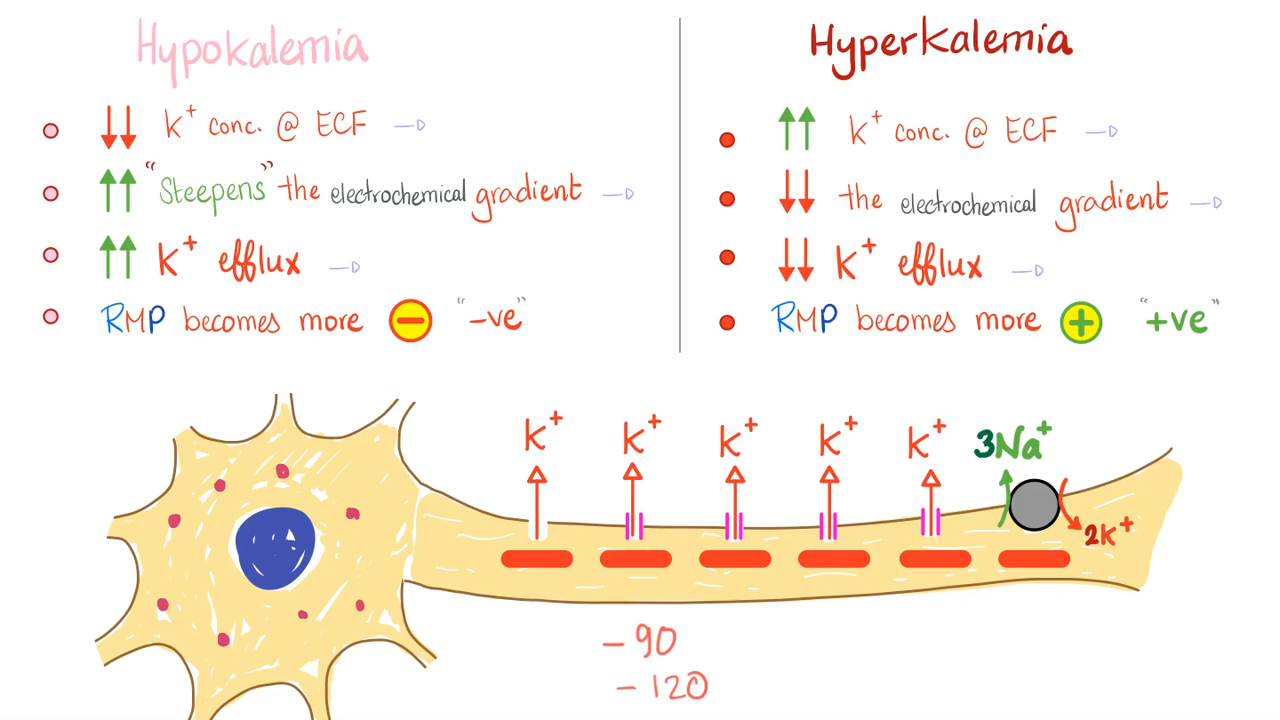 Hypokalemia
↓↓ K+ conc. @ ECF
↑↑ "Steepens" the electrochemical gradient
↑↑ K+ efflux
RMP becomes more − "-ve"
Hyperkalemia
↑↑ K+ conc. @ ECF
↓↓ the electrochemical gradient
↓↓ K+ efflux
RMP becomes more + "+ve"
K+ K+ K+ K+ K+ 3Na+
2K+
-90
-120